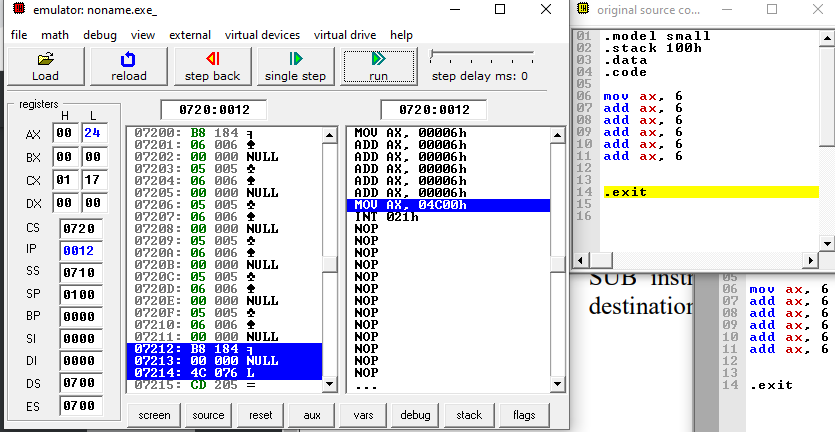 emulator: noname.exe_
file math debug view external virtual devices virtual drive help
Load reload step back single step run step delay ms: 0
registers
H L
AX 00 24
BX 00 00
CX 01 17
DX 00 00
CS 0720
IP 0012
SS 0710
SP 0100
BP 0000
SI 0000
DI 0000
DS 0700
ES 0700
0720:0012
07200: B8 184 ╕
07201: 06 006 ♠
07202: 00 000 NULL
07203: 05 005 ♣
07204: 06 006 ♠
07205: 00 000 NULL
07206: 05 005 ♣
07207: 06 006 ♠
07208: 00 000 NULL
07209: 05 005 ♣
0720A: 06 006 ♠
0720B: 00 000 NULL
0720C: 05 005 ♣
0720D: 06 006 ♠
0720E: 00 000 NULL
0720F: 05 005 ♣
07210: 06 006 ♠
07211: 00 000 NULL
07212: B8 184 ╕
07213: 00 000 NULL
07214: 4C 076 L
07215: CD 205 =
0720:0012
MOV AX, 00006h
ADD AX, 00006h
ADD AX, 00006h
ADD AX, 00006h
ADD AX, 00006h
ADD AX, 00006h
MOV AX, 04C00h
INT 021h
NOP
NOP
NOP
NOP
NOP
NOP
NOP
NOP
NOP
NOP
NOP
NOP
NOP
...
screen source reset aux vars debug stack flags
original source co...
01 .model small
02 .stack 100h
03 .data
04 .code
05
06 mov ax, 6
07 add ax, 6
08 add ax, 6
09 add ax, 6
10 add ax, 6
11 add ax, 6
12
13
14 .exit
15
16
SUB instr
destination
05
06 mov ax, 6
07 add ax, 6
08 add ax, 6
09 add ax, 6
10 add ax, 6
11 add ax, 6
12
13
14 .exit